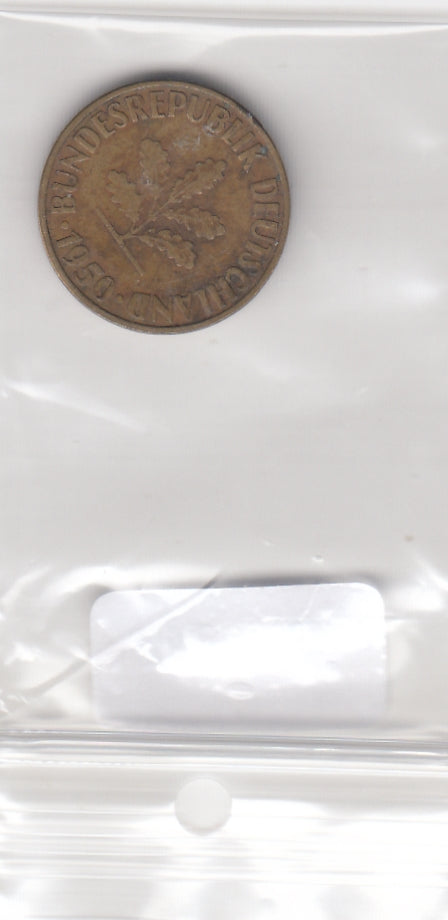 BUNDESREPUBLIK DEUTSCHLAND
· 1950 ·